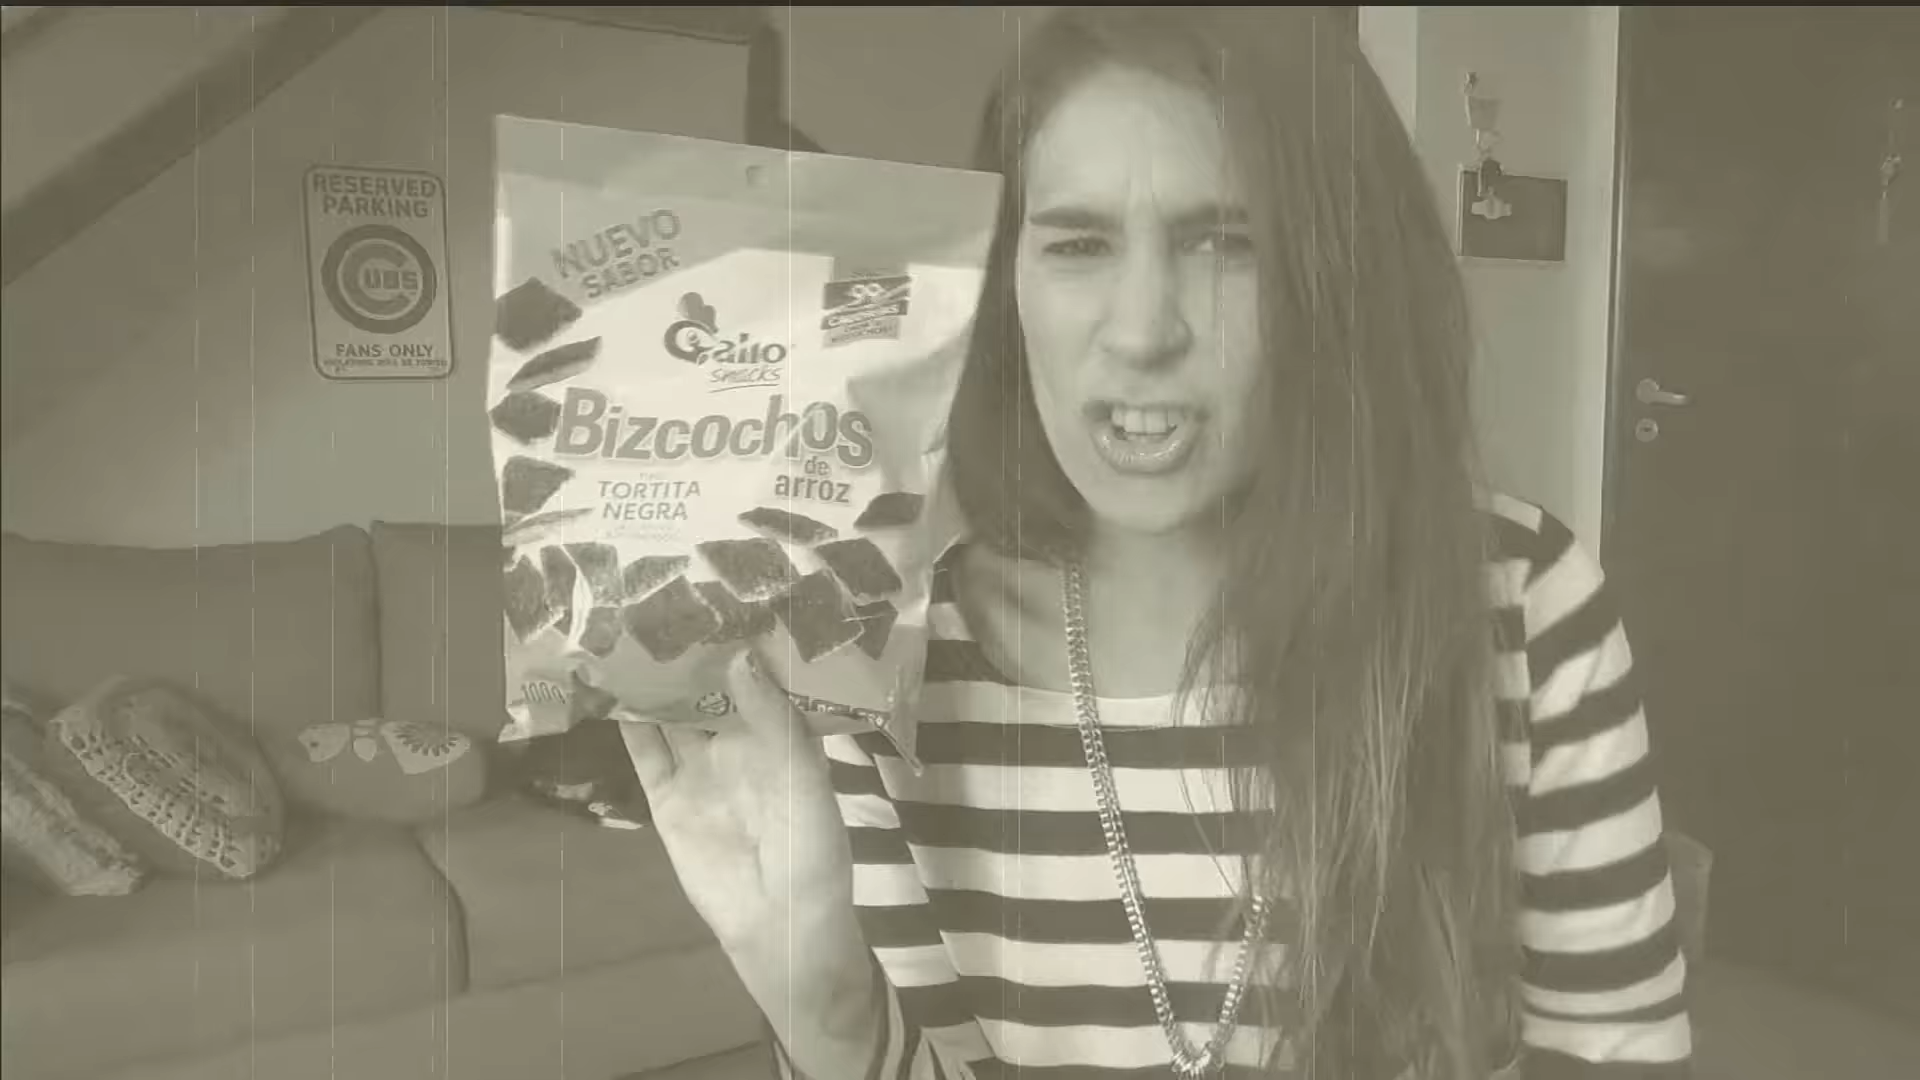 RESERVED
PARKING
CUBS
FANS ONLY
NUEVO
SABOR
Gallo
snacks
Bizcochos
de
arroz
TORTITA
NEGRA
100g